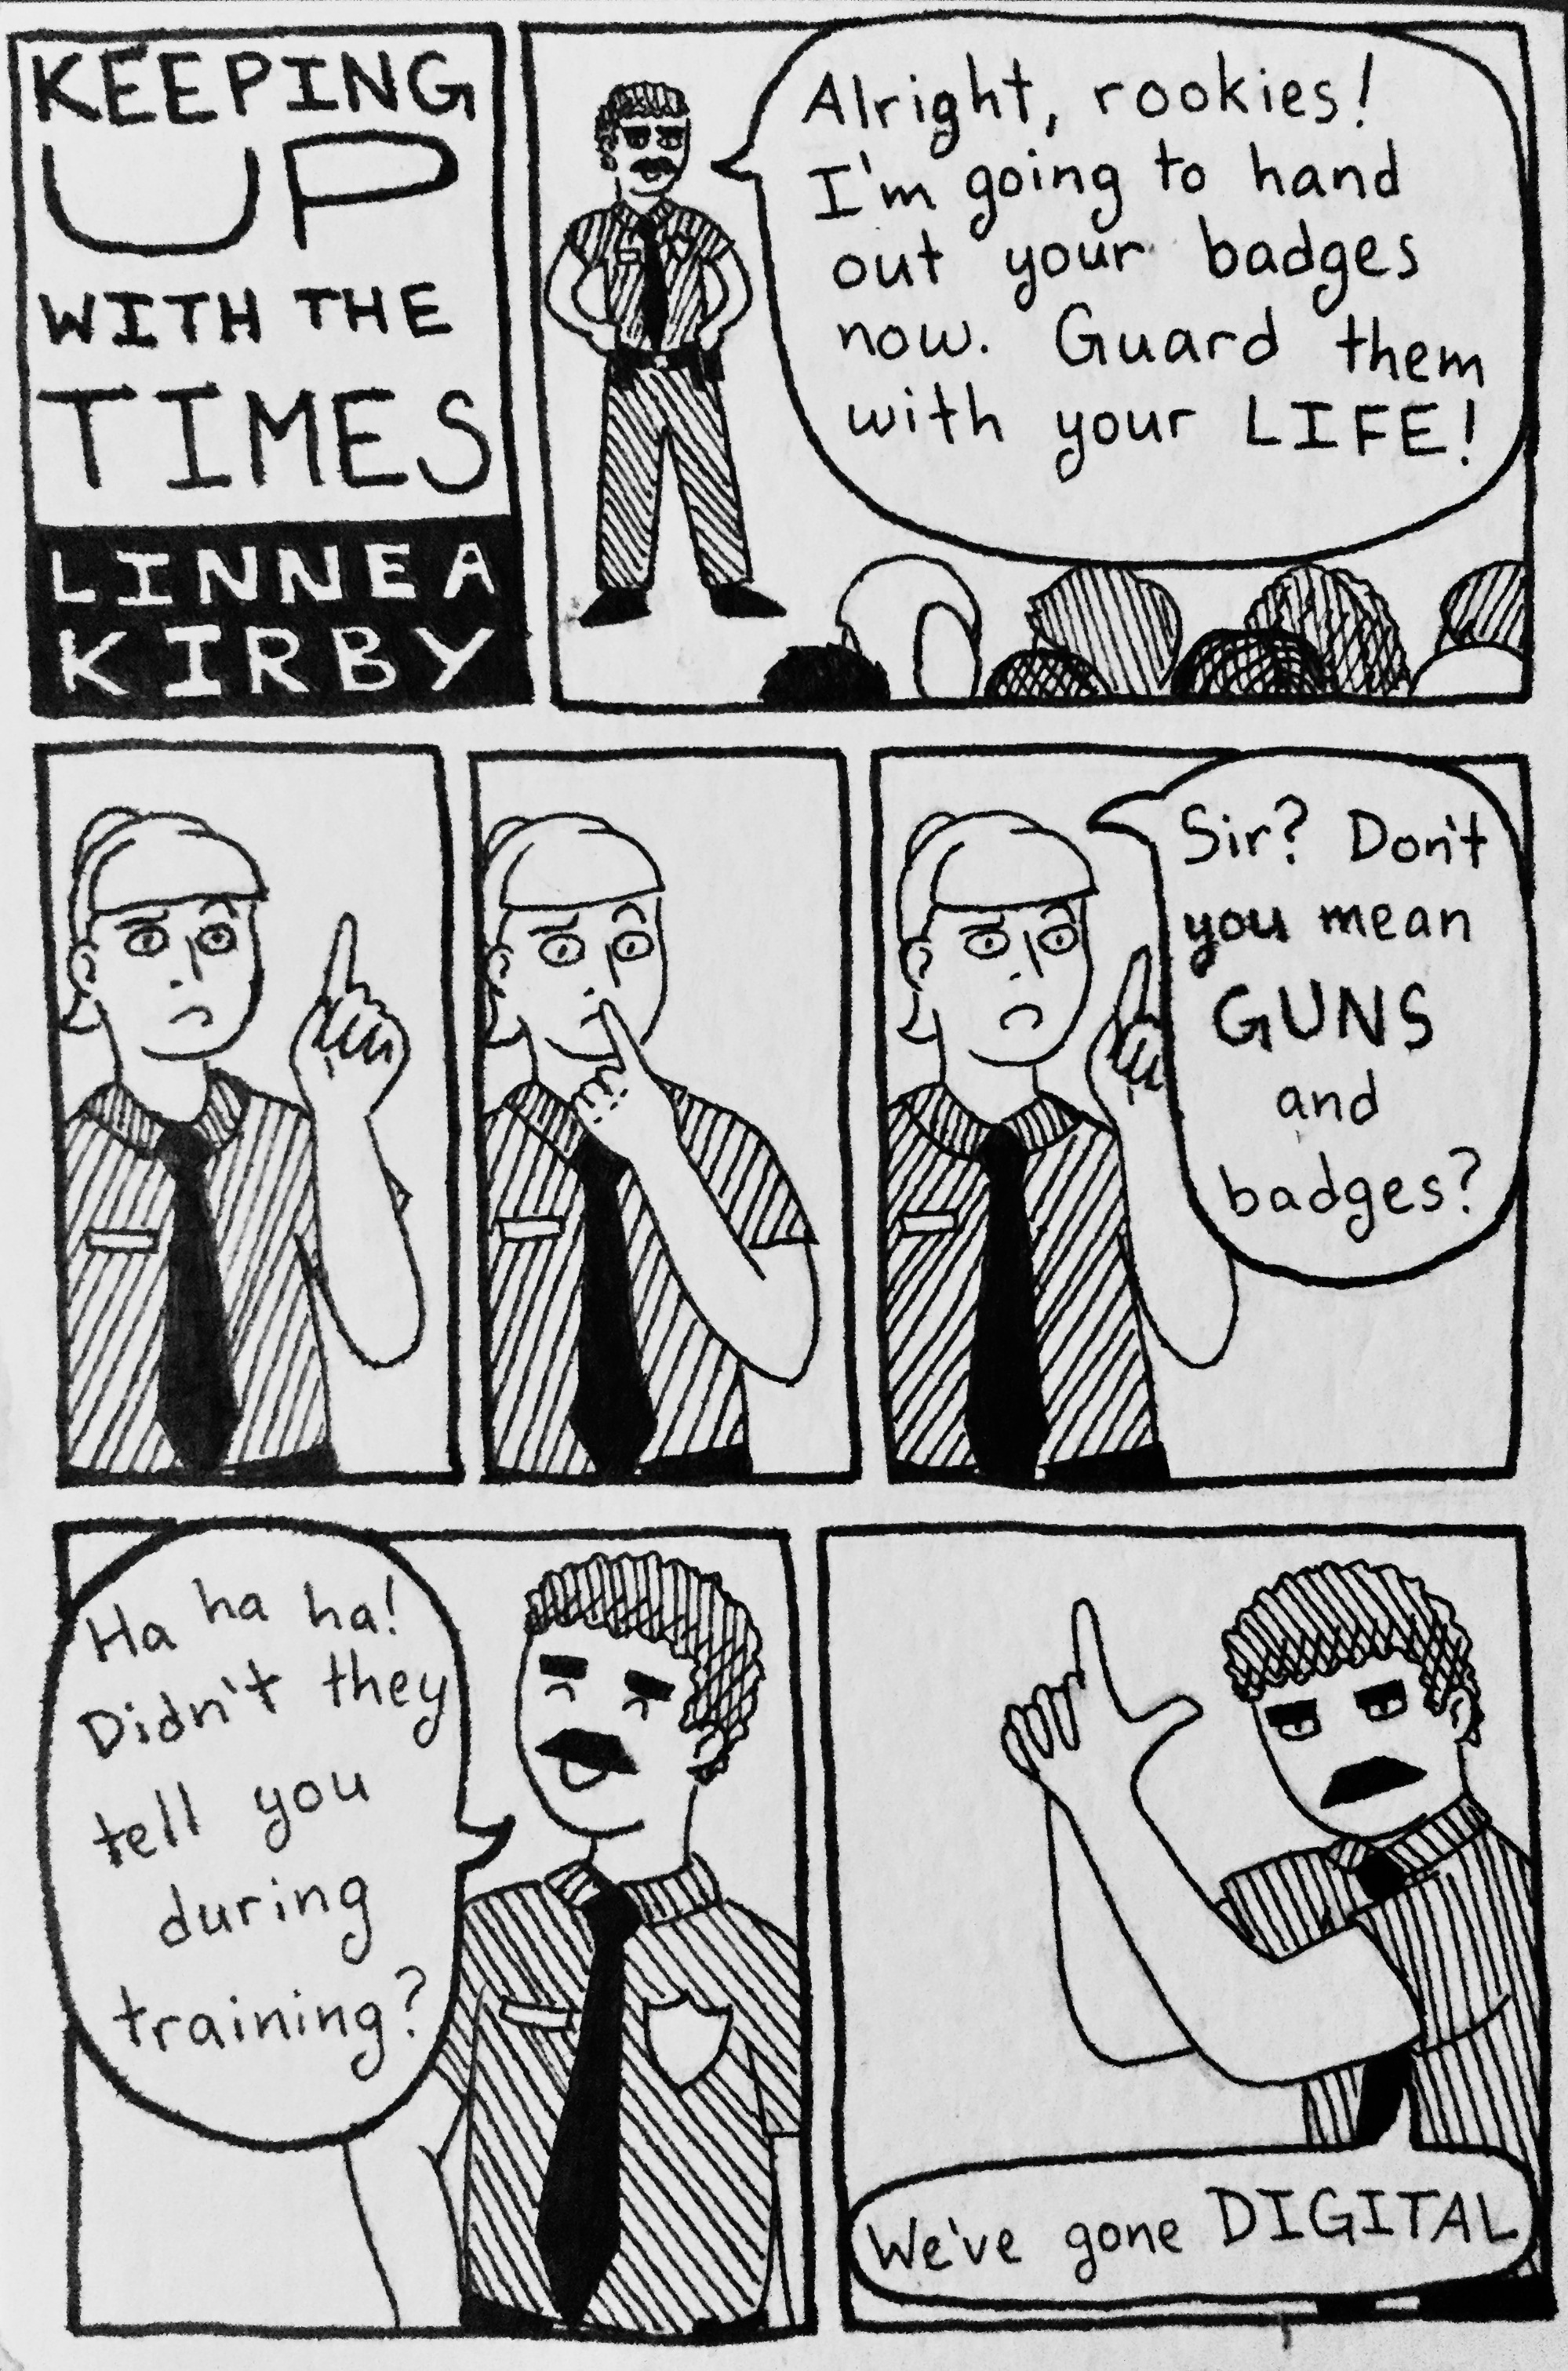 KEEPING
UP
WITH THE
TIMES
LINNEA
KIRBY
Alright, rookies!
I'm going to hand
out your badges
now. Guard them
with your LIFE!
Sir? Don't
you mean
GUNS
and
badges?
Ha ha ha!
Didn't they
tell you
during
training?
We've gone DIGITAL